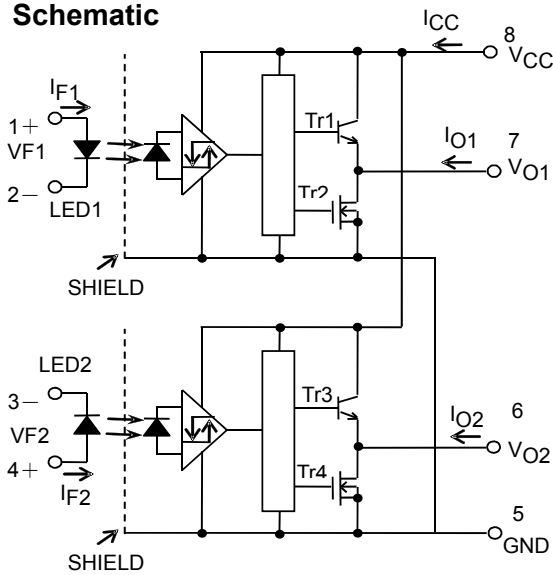 Schematic
ICC
8
VCC
IF1
1+
VF1
2−
LED1
Tr1
Tr2
IO1
7
VO1
SHIELD
LED2
3−
VF2
4+
IF2
Tr3
Tr4
IO2
6
VO2
5
GND
SHIELD